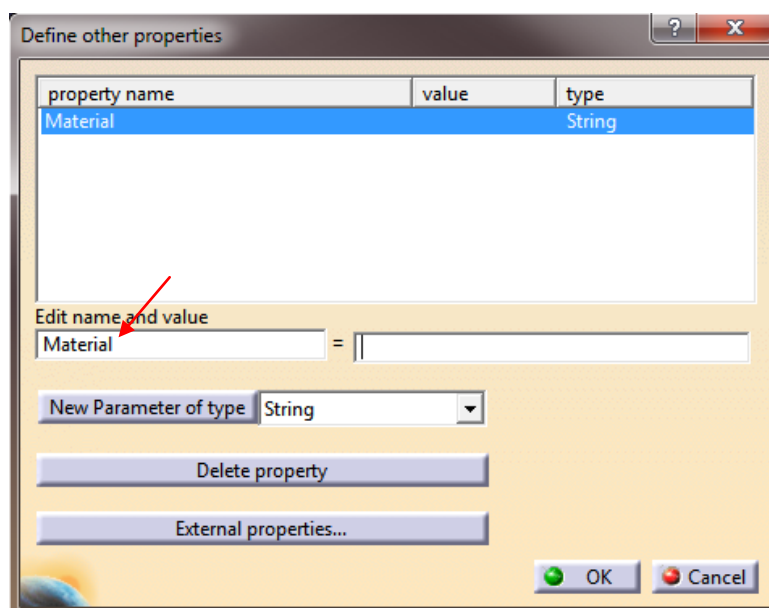 Define other properties ?
property name value type
Material String
Edit name and value
Material =
New Parameter of type String
Delete property
External properties...
OK Cancel